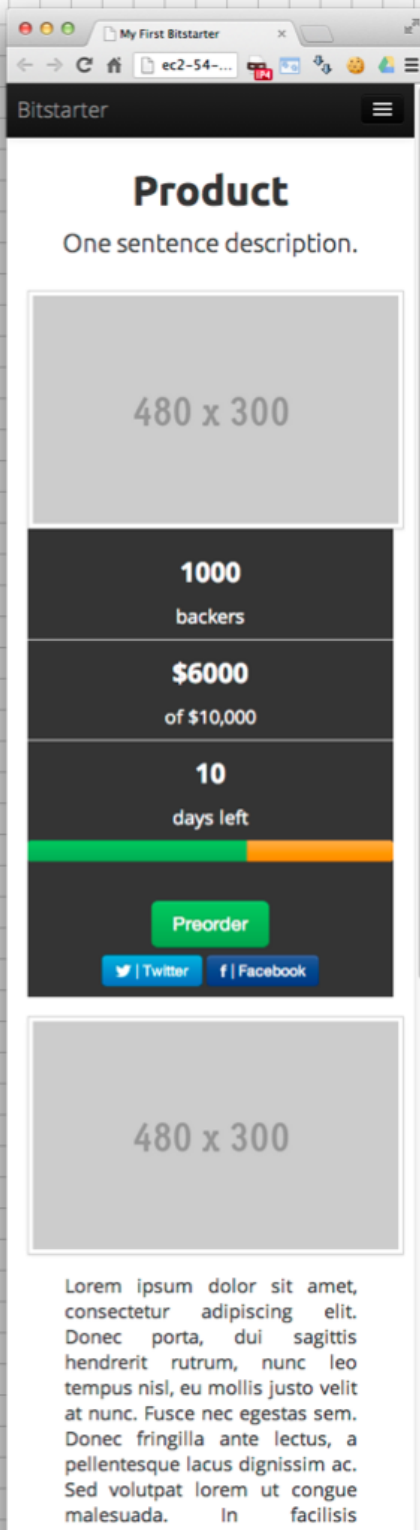 My First Bitstarter
ec2-54-...
IP4
Bitstarter
Product
One sentence description.
480 x 300
1000
backers
$6000
of $10,000
10
days left
Preorder
| Twitter
f | Facebook
480 x 300
Lorem ipsum dolor sit amet,
consectetur adipiscing elit.
Donec porta, dui sagittis
hendrerit rutrum, nunc leo
tempus nisl, eu mollis justo velit
at nunc. Fusce nec egestas sem.
Donec fringilla ante lectus, a
pellentesque lacus dignissim ac.
Sed volutpat lorem ut congue
malesuada. In facilisis